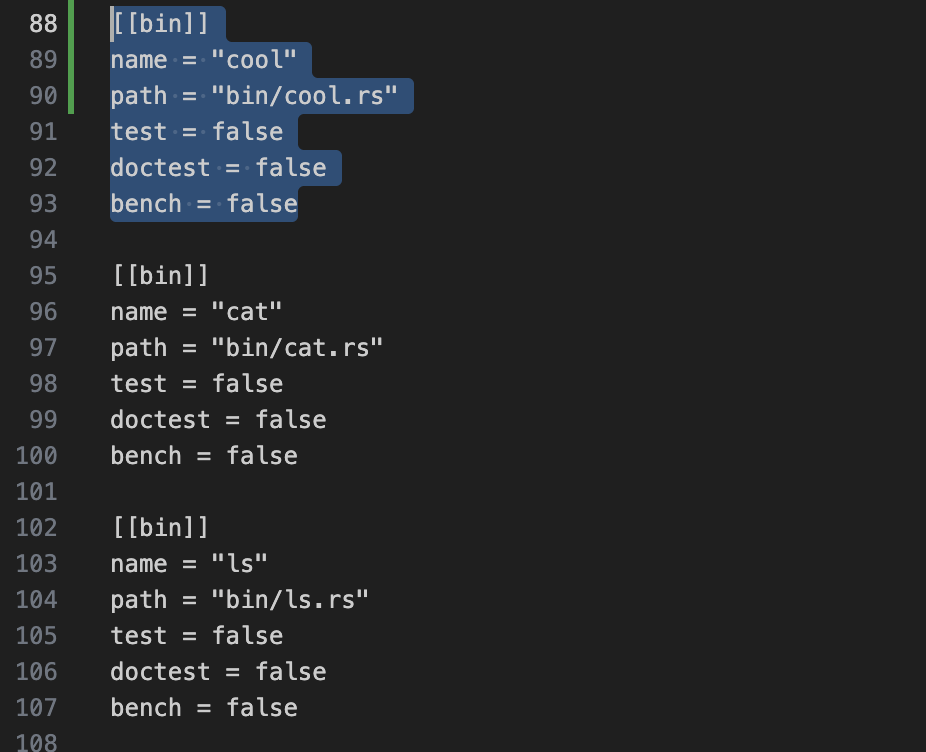 88 [[bin]]
89 name = "cool"
90 path = "bin/cool.rs"
91 test = false
92 doctest = false
93 bench = false
94
95 [[bin]]
96 name = "cat"
97 path = "bin/cat.rs"
98 test = false
99 doctest = false
100 bench = false
101
102 [[bin]]
103 name = "ls"
104 path = "bin/ls.rs"
105 test = false
106 doctest = false
107 bench = false
108